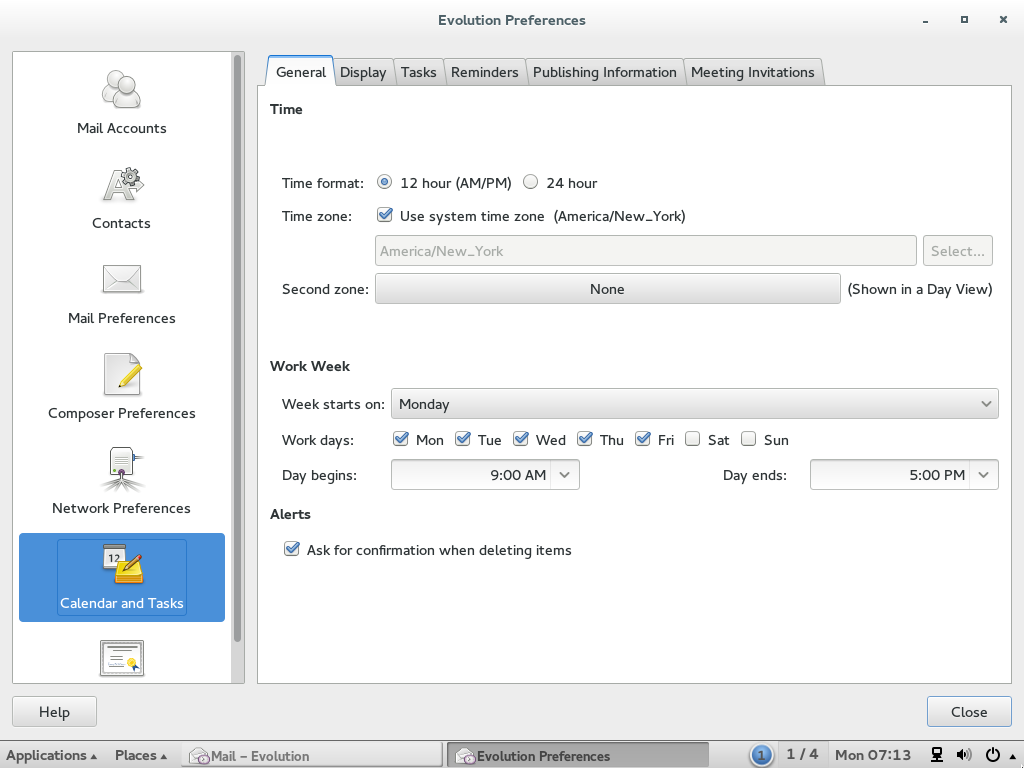 Evolution Preferences
Mail Accounts
Contacts
Mail Preferences
Composer Preferences
Network Preferences
12
Calendar and Tasks
General Display Tasks Reminders Publishing Information Meeting Invitations
Time
Time format: 12 hour (AM/PM) 24 hour
Time zone: Use system time zone (America/New_York)
America/New_York Select...
Second zone: None (Shown in a Day View)
Work Week
Week starts on: Monday
Work days: Mon Tue Wed Thu Fri Sat Sun
Day begins: 9:00 AM Day ends: 5:00 PM
Alerts
Ask for confirmation when deleting items
Help Close
Applications Places Mail – Evolution Evolution Preferences 1 1 / 4 Mon 07:13